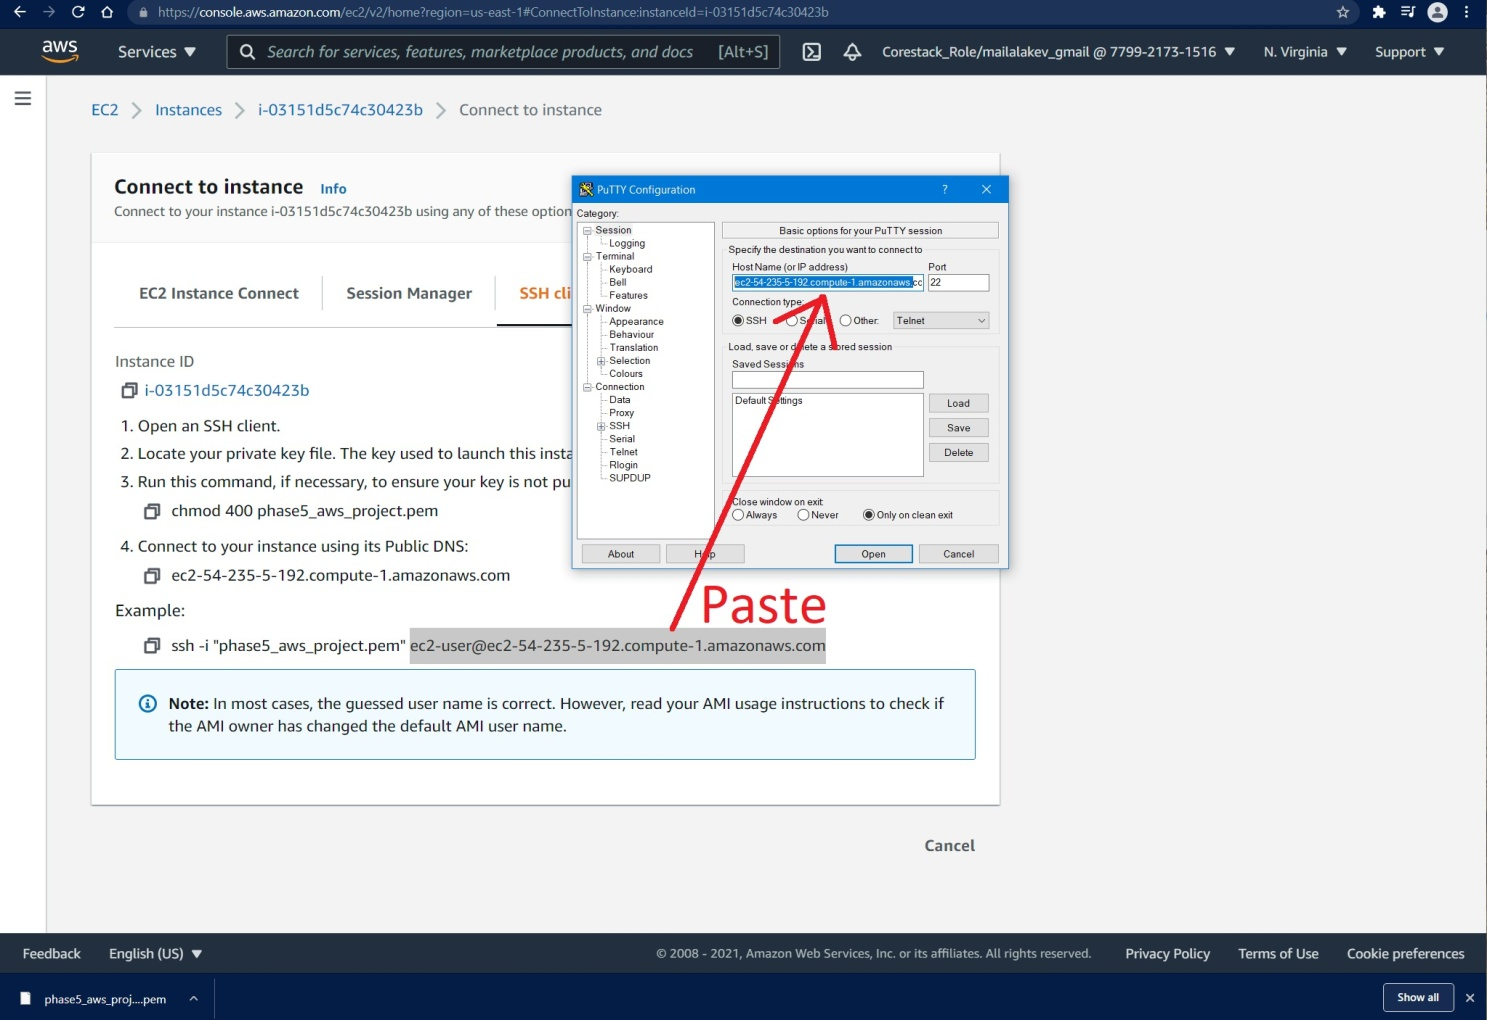 https://console.aws.amazon.com/ec2/v2/home?region=us-east-1#ConnectToInstance:instanceId=i-03151d5c74c30423b
aws
Services
Search for services, features, marketplace products, and docs [Alt+S]
Corestack_Role/mailalakev_gmail @ 7799-2173-1516
N. Virginia
Support
EC2
Instances
i-03151d5c74c30423b
Connect to instance
Connect to instance Info
Connect to your instance i-03151d5c74c30423b using any of these option
EC2 Instance Connect
Session Manager
SSH cli
Instance ID
i-03151d5c74c30423b
1. Open an SSH client.
2. Locate your private key file. The key used to launch this insta
3. Run this command, if necessary, to ensure your key is not pu
chmod 400 phase5_aws_project.pem
4. Connect to your instance using its Public DNS:
ec2-54-235-5-192.compute-1.amazonaws.com
Example:
ssh -i "phase5_aws_project.pem" ec2-user@ec2-54-235-5-192.compute-1.amazonaws.com
Note: In most cases, the guessed user name is correct. However, read your AMI usage instructions to check if
the AMI owner has changed the default AMI user name.
Cancel
PuTTY Configuration
?
Category:
Session
Logging
Terminal
Keyboard
Bell
Features
Window
Appearance
Behaviour
Translation
Selection
Colours
Connection
Data
Proxy
SSH
Serial
Telnet
Rlogin
SUPDUP
Basic options for your PuTTY session
Specify the destination you want to connect to
Host Name (or IP address)
Port
ec2-54-235-5-192.compute-1.amazonaws.cc
22
Connection type:
SSH
Serial
Other:
Telnet
Load, save or delete a stored session
Saved Sessions
Default Settings
Load
Save
Delete
Close window on exit:
Always
Never
Only on clean exit
About
Help
Open
Cancel
Paste
Feedback
English (US)
© 2008 - 2021, Amazon Web Services, Inc. or its affiliates. All rights reserved.
Privacy Policy
Terms of Use
Cookie preferences
phase5_aws_proj....pem
Show all